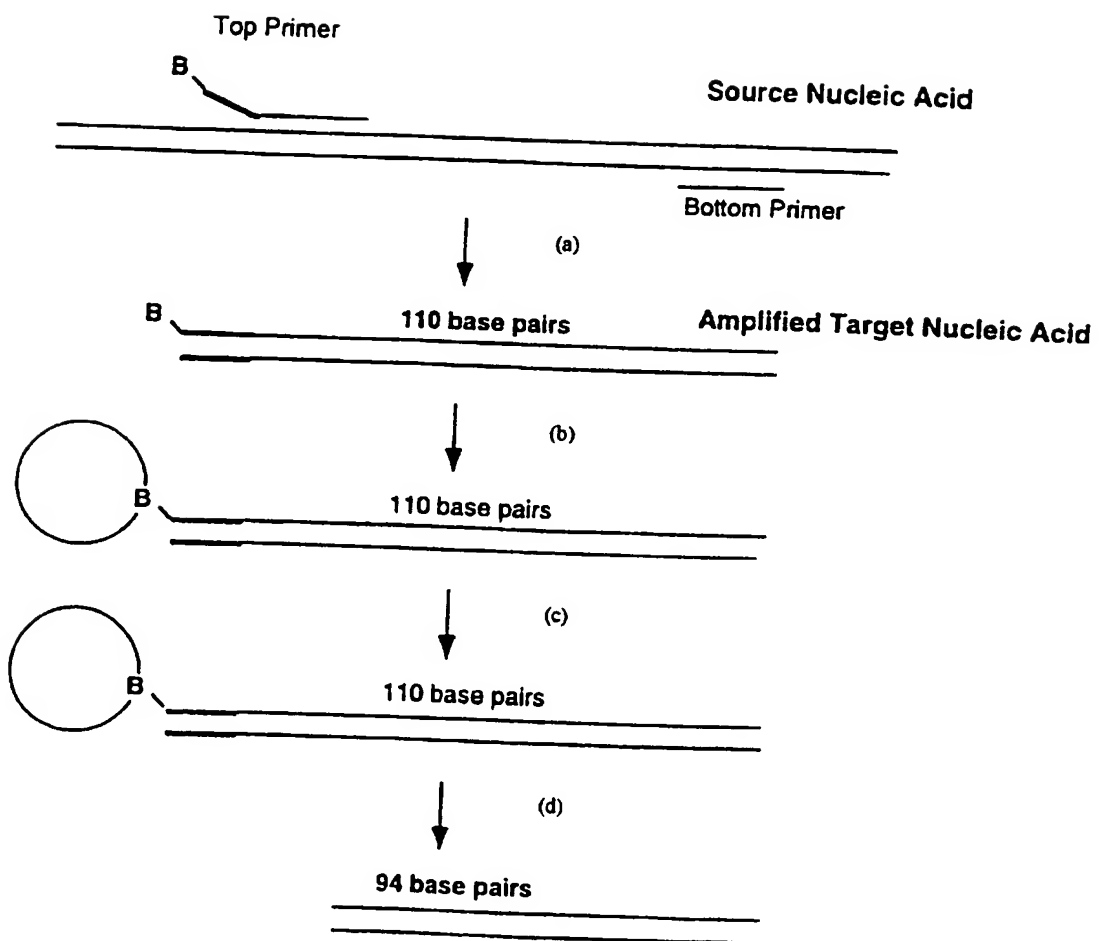 Top Primer
B
Source Nucleic Acid
Bottom Primer
(a)
B
110 base pairs
Amplified Target Nucleic Acid
(b)
B
110 base pairs
(c)
B
110 base pairs
(d)
94 base pairs